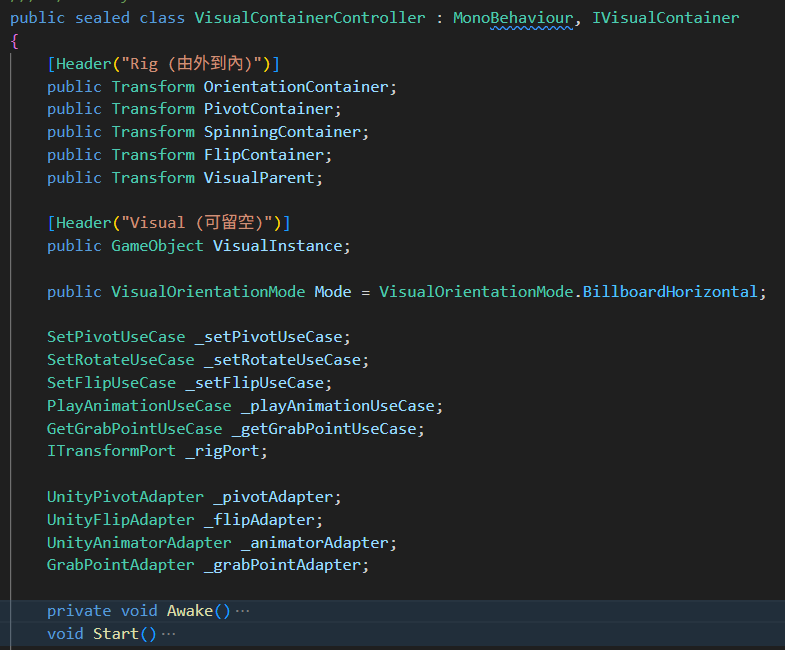 public sealed class VisualContainerController : MonoBehaviour, IVisualContainer
{
[Header("Rig (由外到內)")]
public Transform OrientationContainer;
public Transform PivotContainer;
public Transform SpinningContainer;
public Transform FlipContainer;
public Transform VisualParent;
[Header("Visual (可留空)")]
public GameObject VisualInstance;
public VisualOrientationMode Mode = VisualOrientationMode.BillboardHorizontal;
SetPivotUseCase _setPivotUseCase;
SetRotateUseCase _setRotateUseCase;
SetFlipUseCase _setFlipUseCase;
PlayAnimationUseCase _playAnimationUseCase;
GetGrabPointUseCase _getGrabPointUseCase;
ITransformPort _rigPort;
UnityPivotAdapter _pivotAdapter;
UnityFlipAdapter _flipAdapter;
UnityAnimatorAdapter _animatorAdapter;
GrabPointAdapter _grabPointAdapter;
private void Awake()···
void Start()···